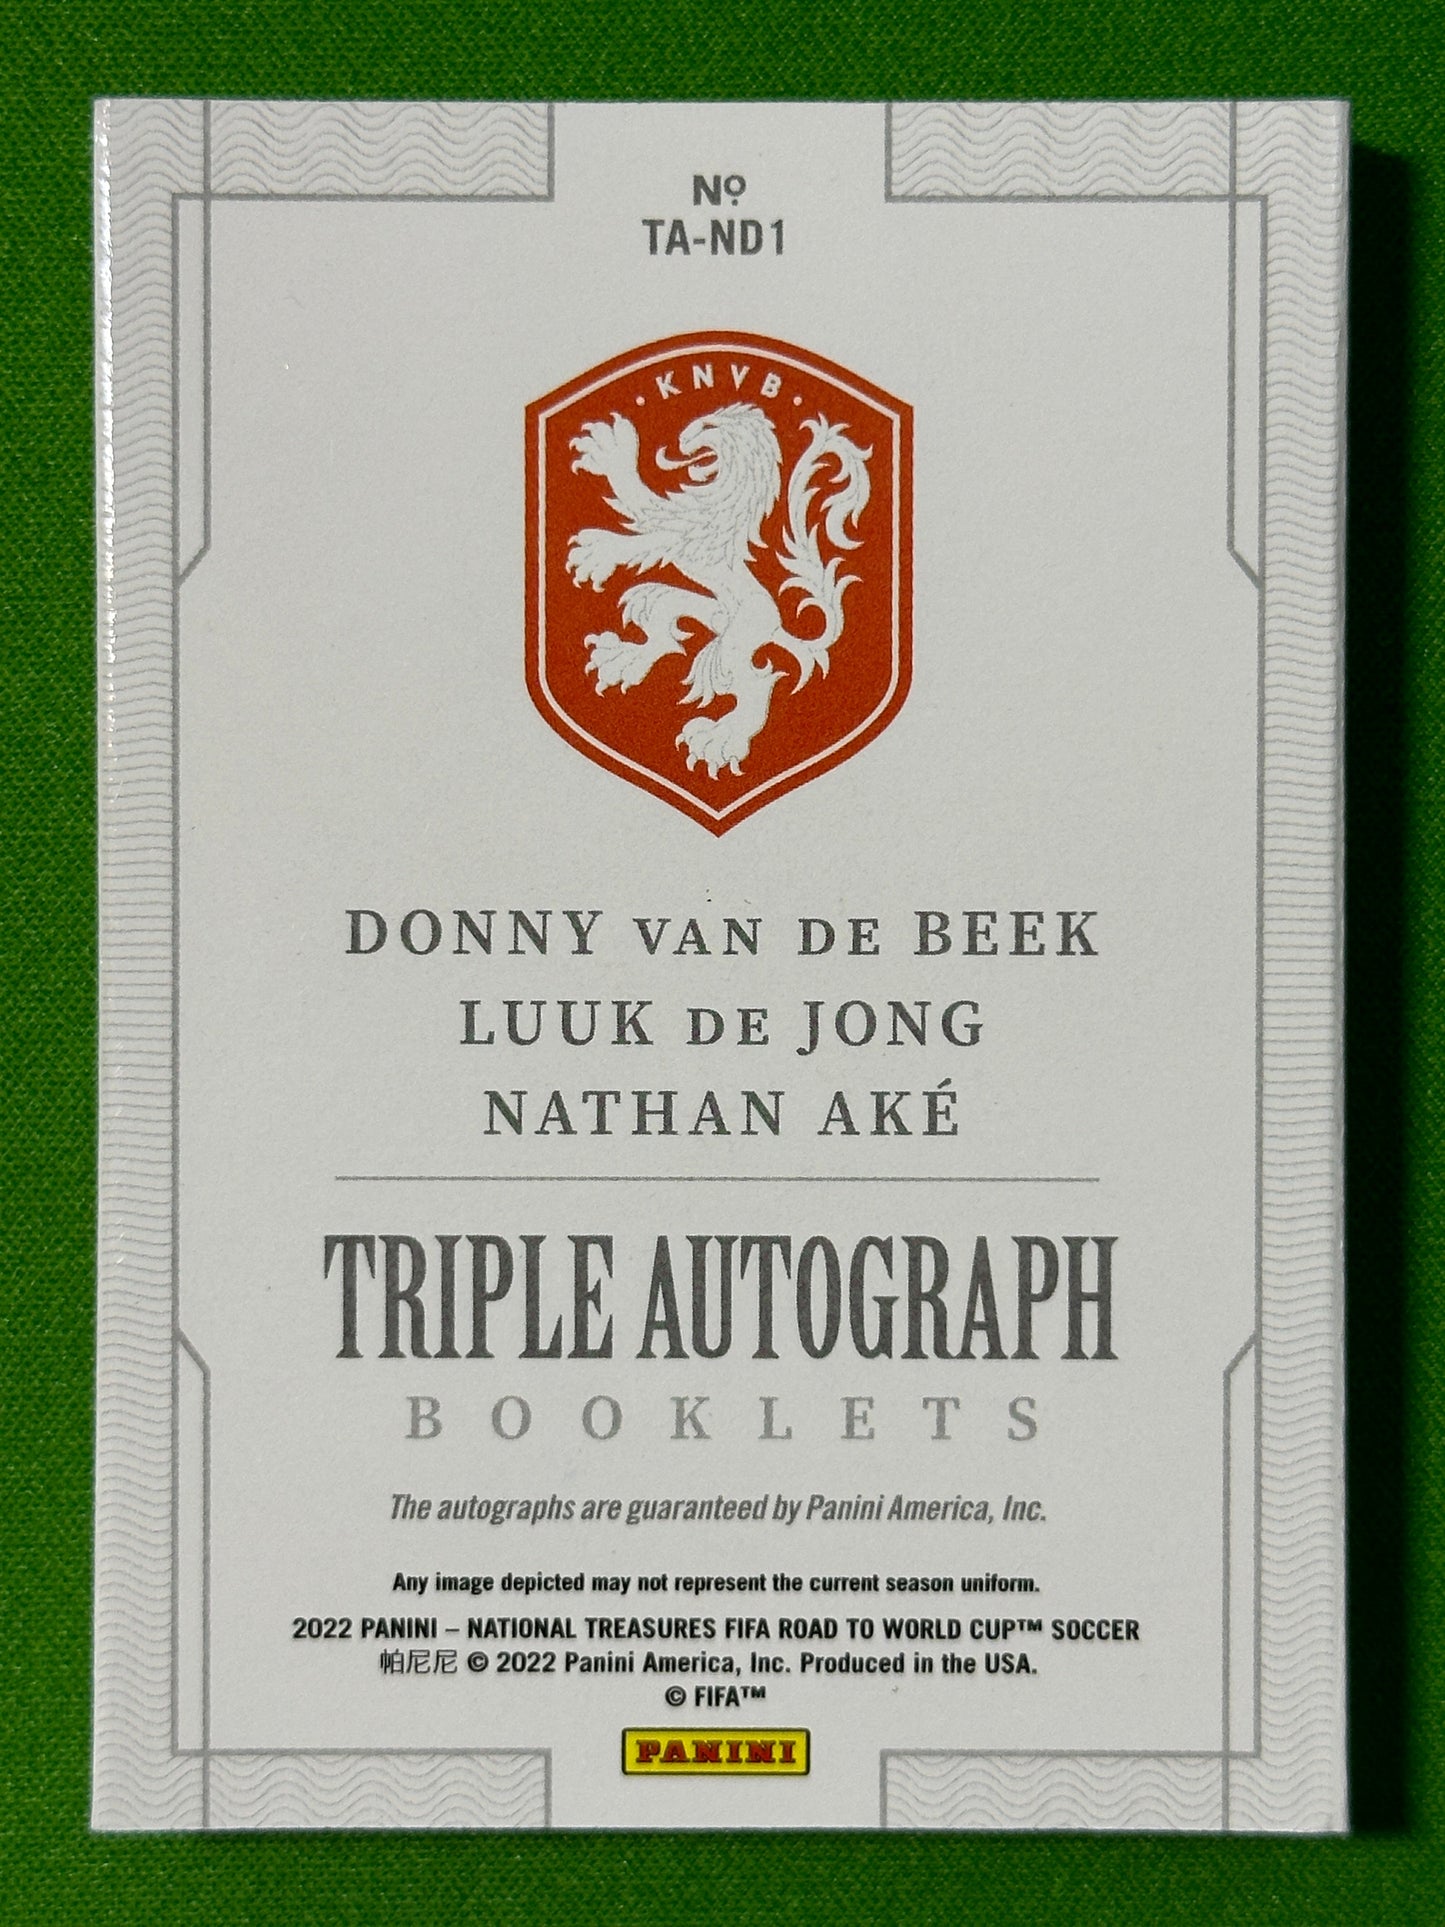 Nº
TA-ND1
· KNVB ·
DONNY VAN DE BEEK
LUUK DE JONG
NATHAN AKÉ
TRIPLE AUTOGRAPH
BOOKLETS
The autographs are guaranteed by Panini America, Inc.
Any image depicted may not represent the current season uniform.
2022 PANINI – NATIONAL TREASURES FIFA ROAD TO WORLD CUP™ SOCCER
帕尼尼 © 2022 Panini America, Inc. Produced in the USA.
© FIFA™
PANINI